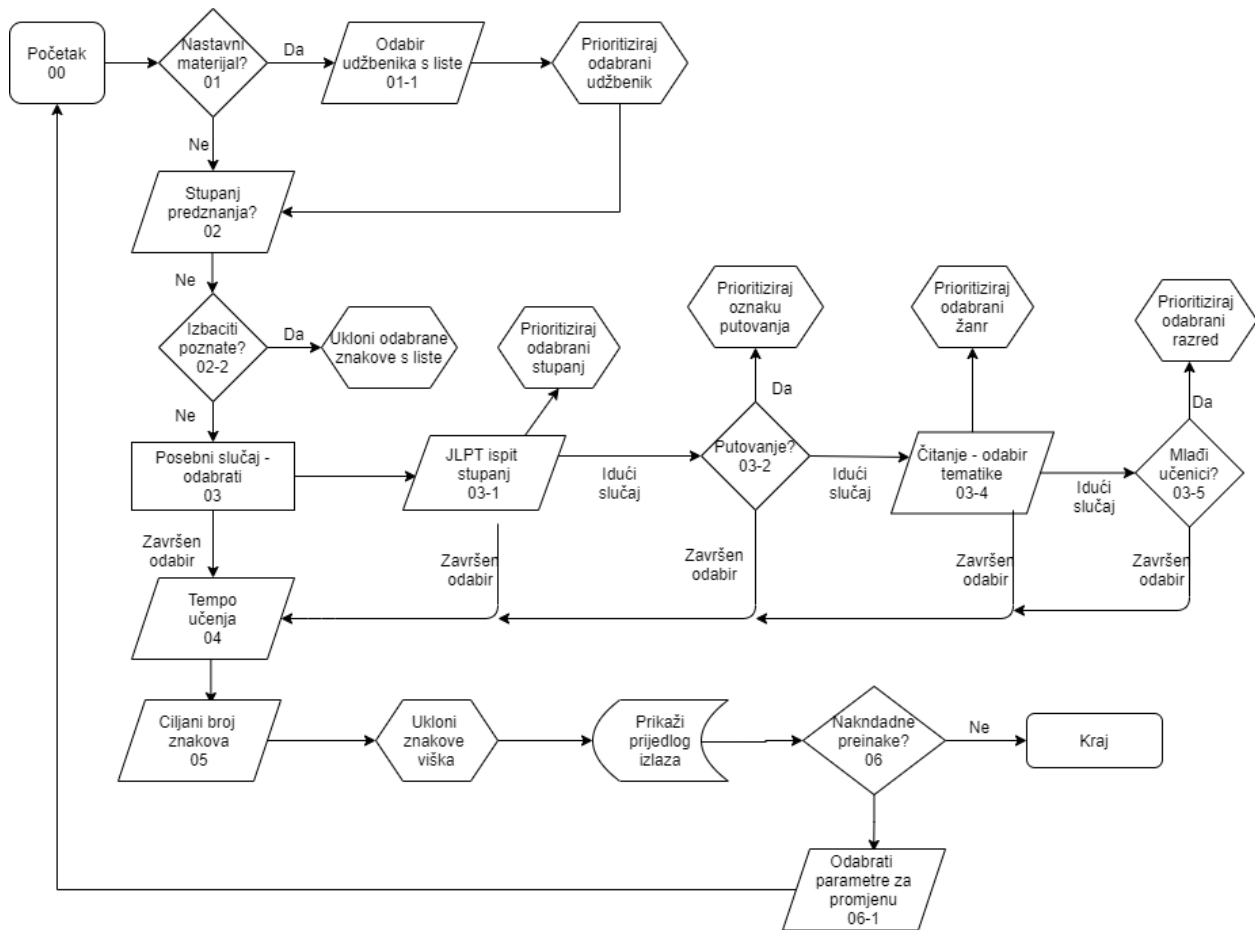 Početak
00
Nastavni
materijal?
01
Da
Odabir
udžbenika s liste
01-1
Prioritiziraj
odabrani
udžbenik
Ne
Stupanj
predznanja?
02
Ne
Izbaciti
poznate?
02-2
Da
Ukloni odabrane
znakove s liste
Prioritiziraj
odabrani
stupanj
Prioritiziraj
oznaku
putovanja
Prioritiziraj
odabrani
žanr
Prioritiziraj
odabrani
razred
Ne
Da
Da
Posebni slučaj -
odabrati
03
JLPT ispit
stupanj
03-1
Idući
slučaj
Putovanje?
03-2
Idući
slučaj
Čitanje - odabir
tematike
03-4
Idući
slučaj
Mlađi
učenici?
03-5
Završen
odabir
Završen
odabir
Završen
odabir
Završen
odabir
Završen
odabir
Tempo
učenja
04
Ciljani broj
znakova
05
Ukloni
znakove
viška
Prikaži
prijedlog
izlaza
Nakndadne
preinake?
06
Ne
Kraj
Odabrati
parametre za
promjenu
06-1